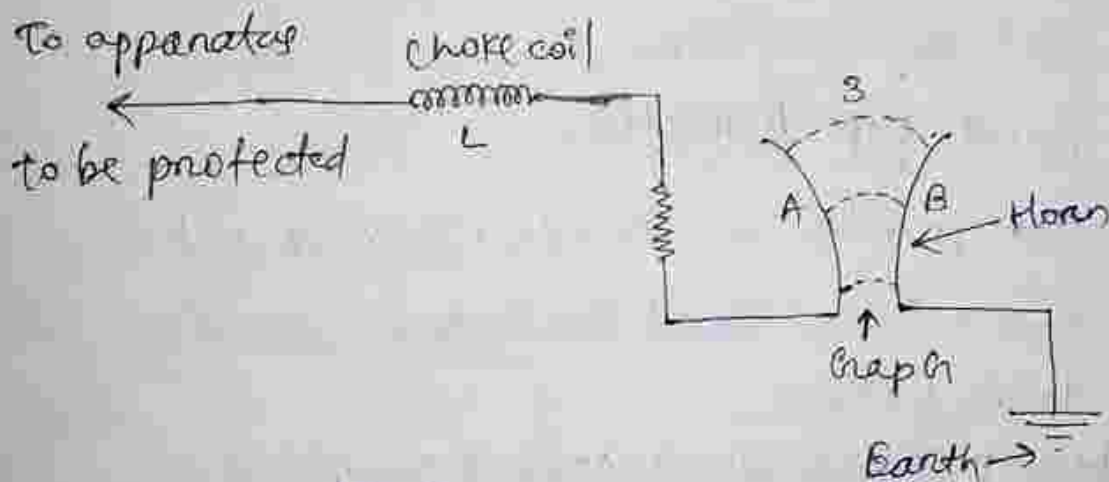 To apparatus
choke coil
L
to be protected
3
A
B
Horn
Gap G
Earth